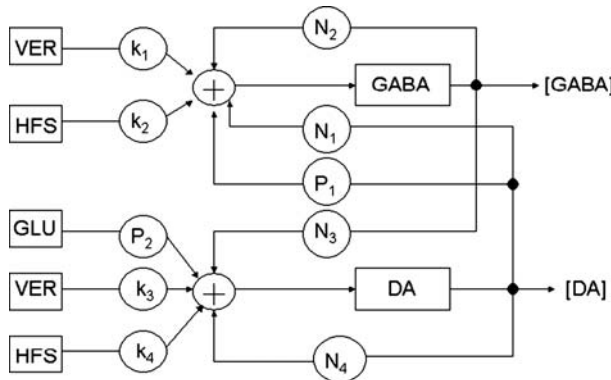 N₂
VER k₁
+ GABA [GABA]
HFS k₂
N₁
P₁
GLU P₂ N₃
VER k₃ + DA [DA]
HFS k₄ N₄